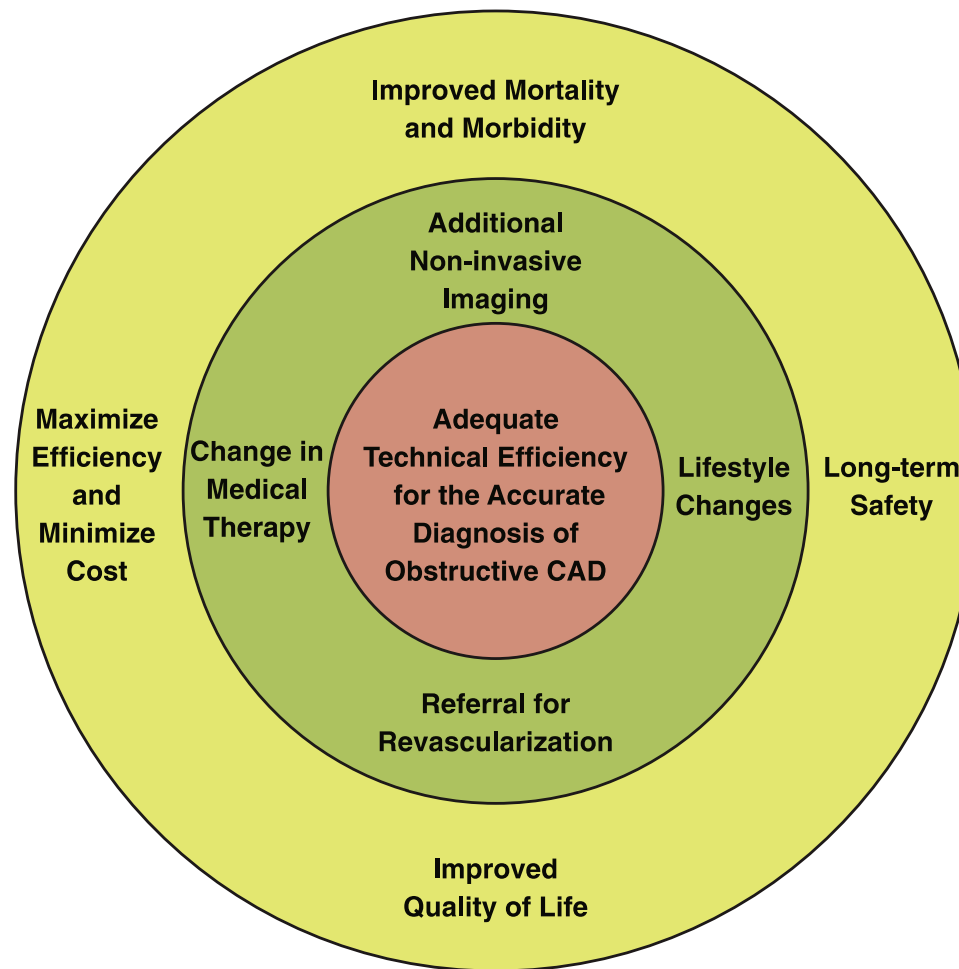 Improved Mortality
and Morbidity
Additional
Non-invasive
Imaging
Maximize
Efficiency
and
Minimize
Cost
Change in
Medical
Therapy
Adequate
Technical Efficiency
for the Accurate
Diagnosis of
Obstructive CAD
Lifestyle
Changes
Long-term
Safety
Referral for
Revascularization
Improved
Quality of Life